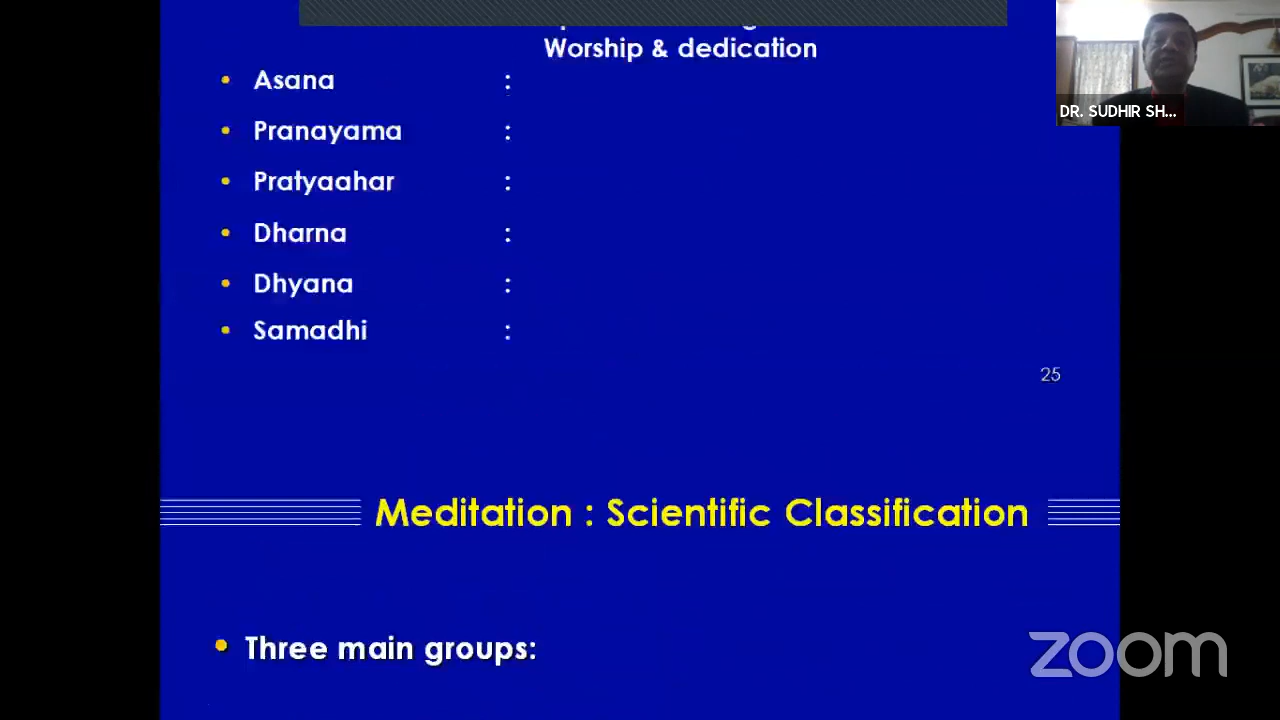 Worship & dedication
• Asana :
• Pranayama :
• Pratyaahar :
• Dharna :
• Dhyana :
• Samadhi :
25
Meditation : Scientific Classification
• Three main groups:
DR. SUDHIR SH...
zoom